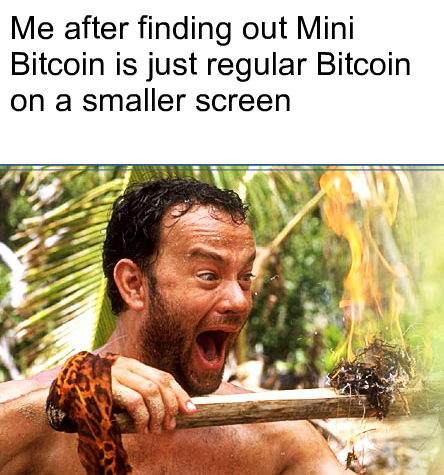 Me after finding out Mini
Bitcoin is just regular Bitcoin
on a smaller screen